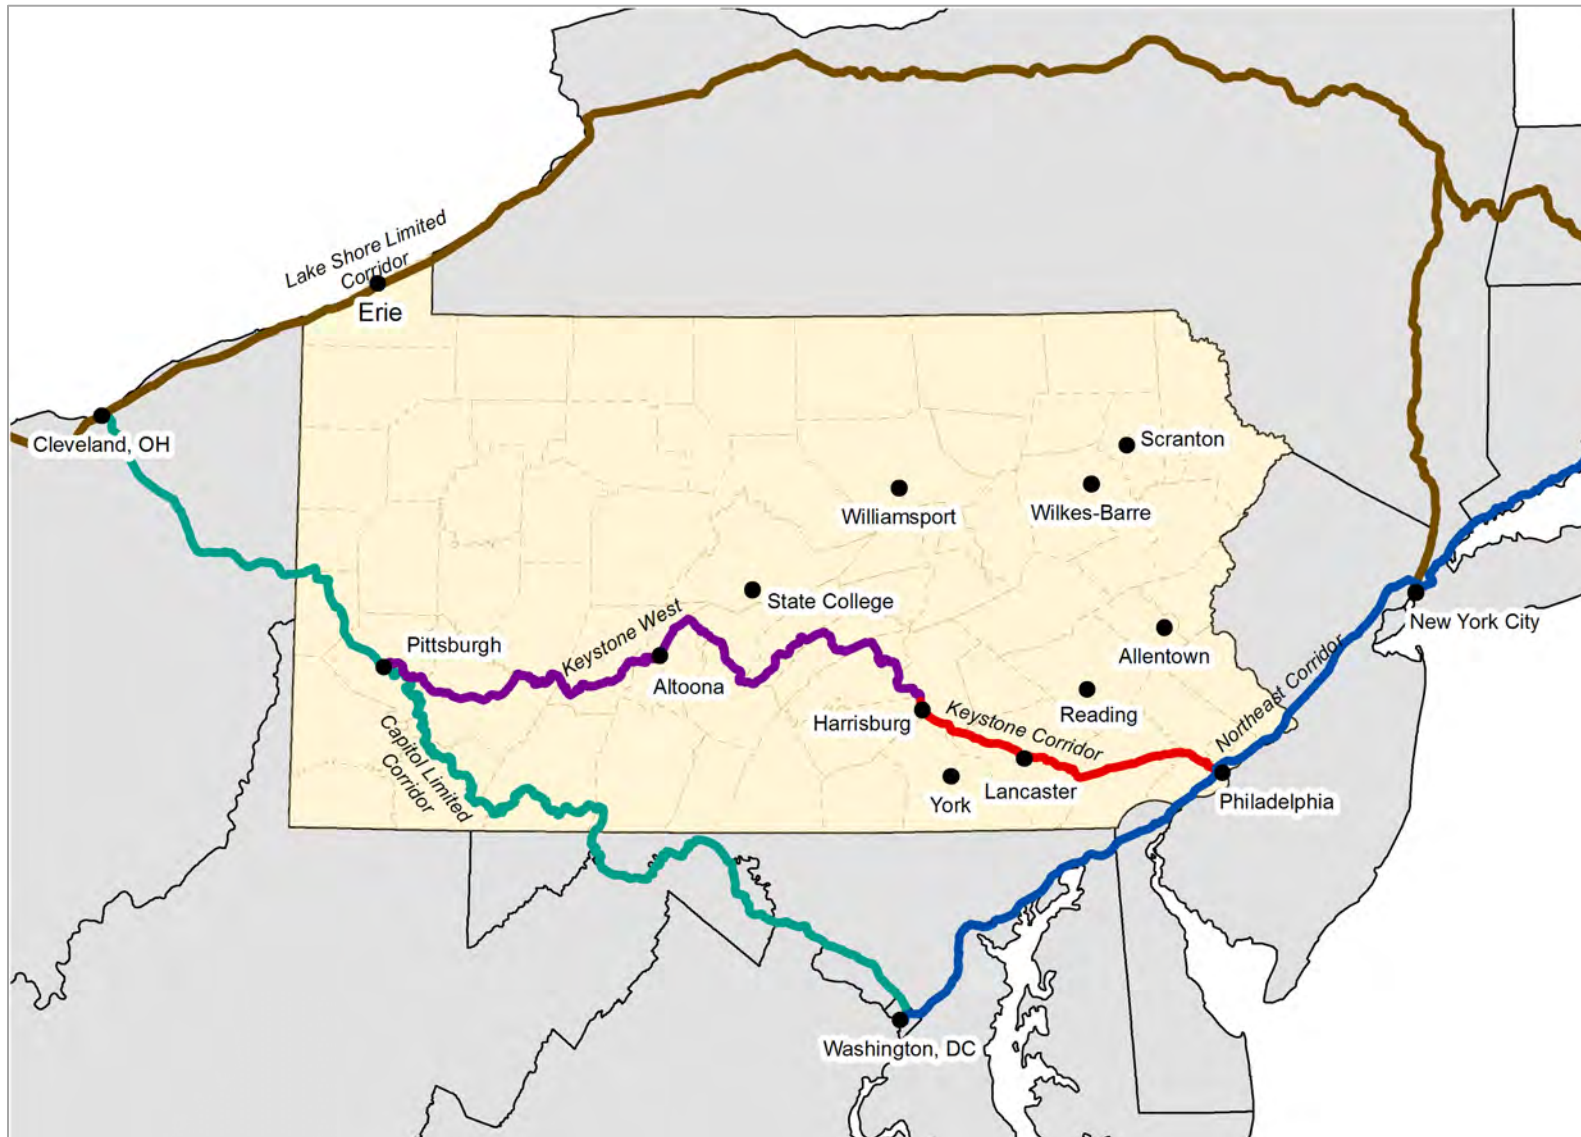 Lake Shore Limited
Corridor
Erie
Cleveland, OH
Scranton
Williamsport
Wilkes-Barre
State College
Keystone West
Pittsburgh
New York City
Allentown
Altoona
Reading
Harrisburg
Keystone Corridor
Northeast Corridor
Capitol Limited
Corridor
Lancaster
York
Philadelphia
Washington, DC